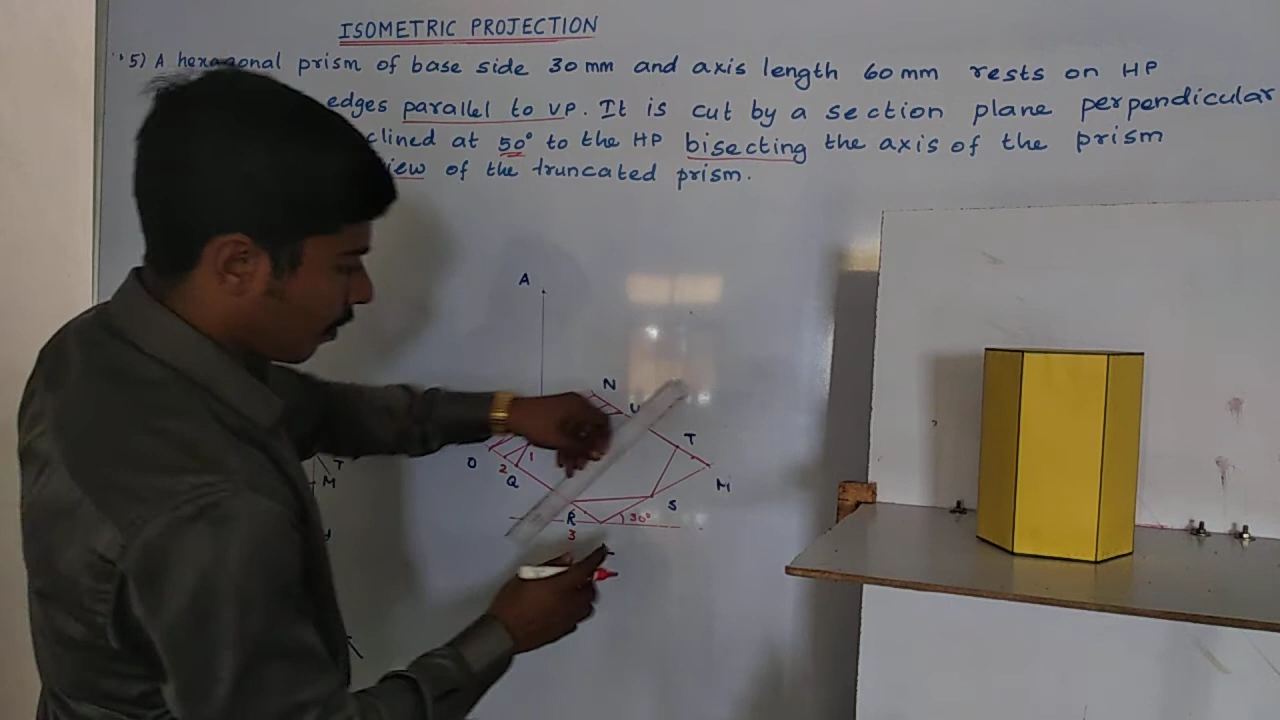 ISOMETRIC PROJECTION
5) A hexagonal prism of base side 30 mm and axis length 60 mm rests on HP
edges parallel to VP. It is cut by a section plane perpendicular
clined at 50° to the HP bisecting the axis of the prism
iew of the truncated prism.
A
N
U
T
O
1
2
Q
M
S
R
30°
3
T
M